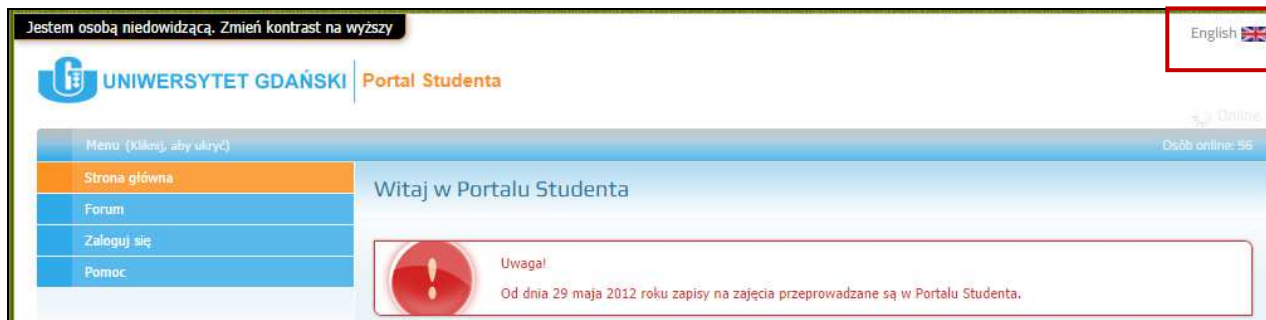 Jestem osobą niedowidzącą. Zmień kontrast na wyższy
English
UNIWERSYTET GDAŃSKI Portal Studenta
Online
Menu (Kliknij, aby ukryć) Osób online: 56
Strona główna
Witaj w Portalu Studenta
Forum
Zaloguj się
Pomoc
Uwaga!
Od dnia 29 maja 2012 roku zapisy na zajęcia przeprowadzane są w Portalu Studenta.